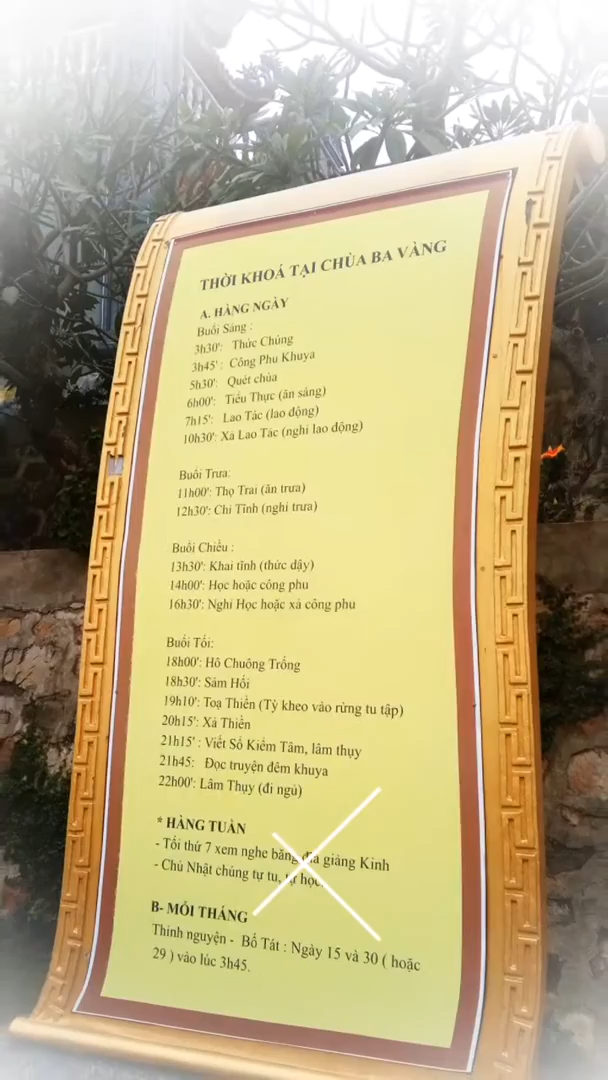 THỜI KHOÁ TẠI CHÙA BA VÀNG
A. HÀNG NGÀY
Buổi Sáng :
3h30': Thức Chúng
3h45' : Công Phu Khuya
5h30': Quét chùa
6h00': Tiểu Thực (ăn sáng)
7h15': Lao Tác (lao động)
10h30': Xả Lao Tác (nghỉ lao động)
Buổi Trưa:
11h00': Thọ Trai (ăn trưa)
12h30': Chỉ Tịnh (nghỉ trưa)
Buổi Chiều :
13h30': Khai tĩnh (thức dậy)
14h00': Học hoặc công phu
16h30': Nghỉ Học hoặc xả công phu
Buổi Tối:
18h00': Hô Chuông Trống
18h30': Sám Hối
19h10': Toạ Thiền (Tỳ kheo vào rừng tu tập)
20h15': Xả Thiền
21h15' : Viết Sổ Kiểm Tâm, lâm thụy
21h45: Đọc truyện đêm khuya
22h00': Lâm Thụy (đi ngủ)
* HÀNG TUẦN
- Tối thứ 7 xem nghe băng đĩa giảng Kinh
- Chủ Nhật chúng tự tu, tự học.
B- MỖI THÁNG
Thỉnh nguyện - Bố Tát : Ngày 15 và 30 ( hoặc
29 ) vào lúc 3h45.